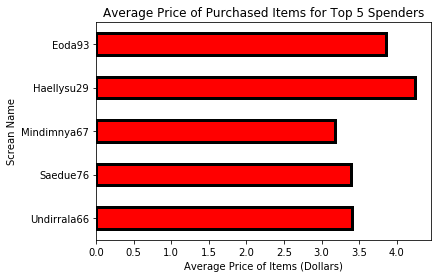 Average Price of Purchased Items for Top 5 Spenders
Screan Name
Eoda93
Haellysu29
Mindimnya67
Saedue76
Undirrala66
0.0 0.5 1.0 1.5 2.0 2.5 3.0 3.5 4.0
Average Price of Items (Dollars)